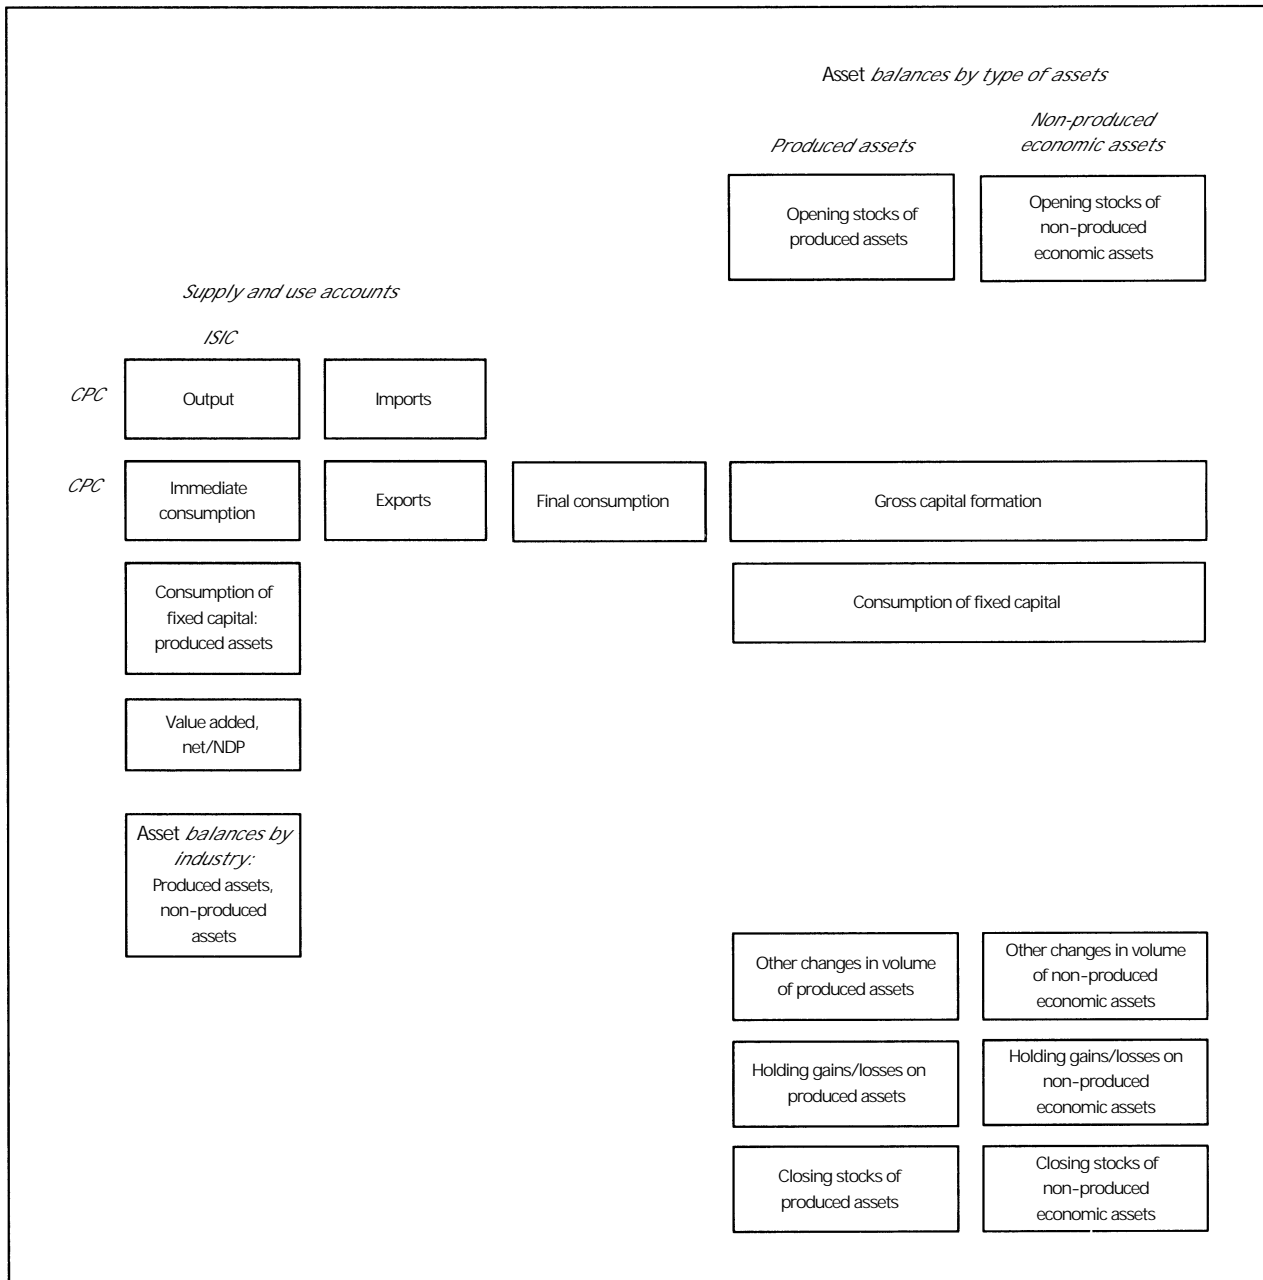 Asset balances by type of assets
Non-produced
Produced assets economic assets
Opening stocks of
produced assets
Opening stocks of
non-produced
economic assets
Supply and use accounts
ISIC
CPC
Output
Imports
CPC
Immediate
consumption
Exports
Final consumption
Gross capital formation
Consumption of
fixed capital:
produced assets
Consumption of fixed capital
Value added,
net/NDP
Asset balances by
industry:
Produced assets,
non-produced
assets
Other changes in volume
of produced assets
Other changes in volume
of non-produced
economic assets
Holding gains/losses on
produced assets
Holding gains/losses on
non-produced
economic assets
Closing stocks of
produced assets
Closing stocks of
non-produced
economic assets